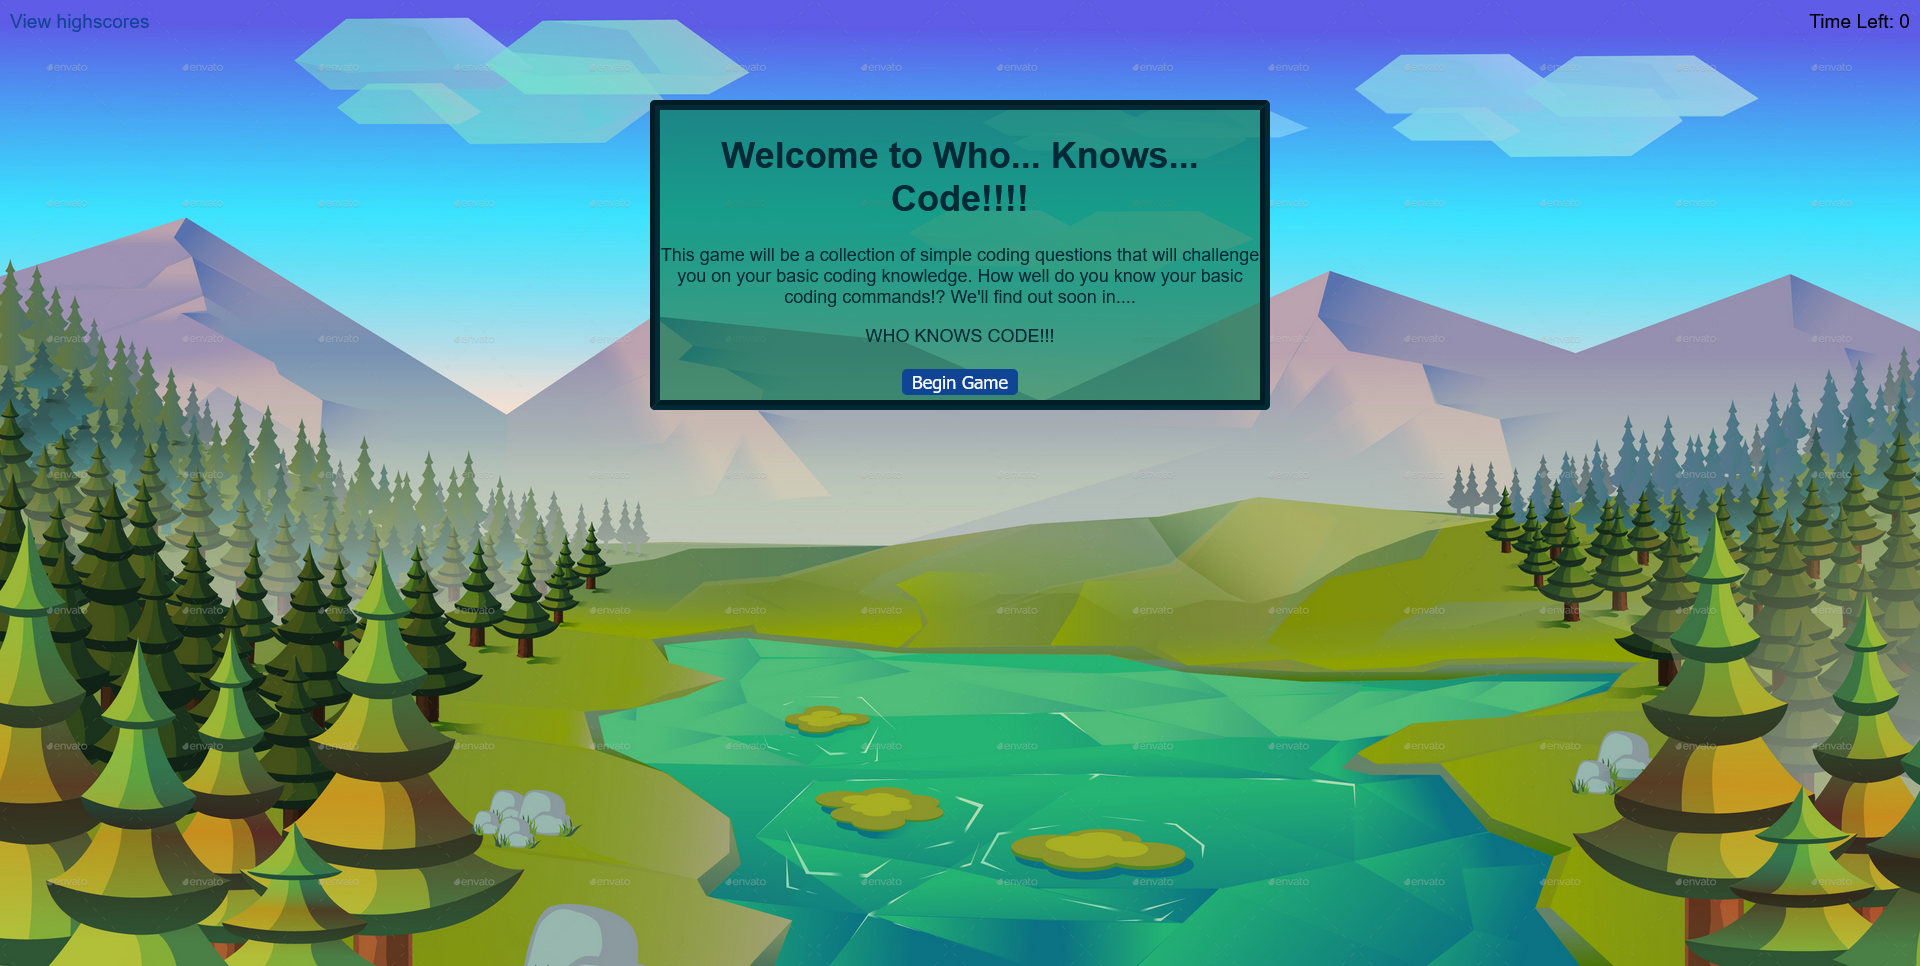 View highscores
Time Left: 0
Welcome to Who... Knows...
Code!!!!
This game will be a collection of simple coding questions that will challenge
you on your basic coding knowledge. How well do you know your basic
coding commands!? We'll find out soon in....
WHO KNOWS CODE!!!
Begin Game
envato